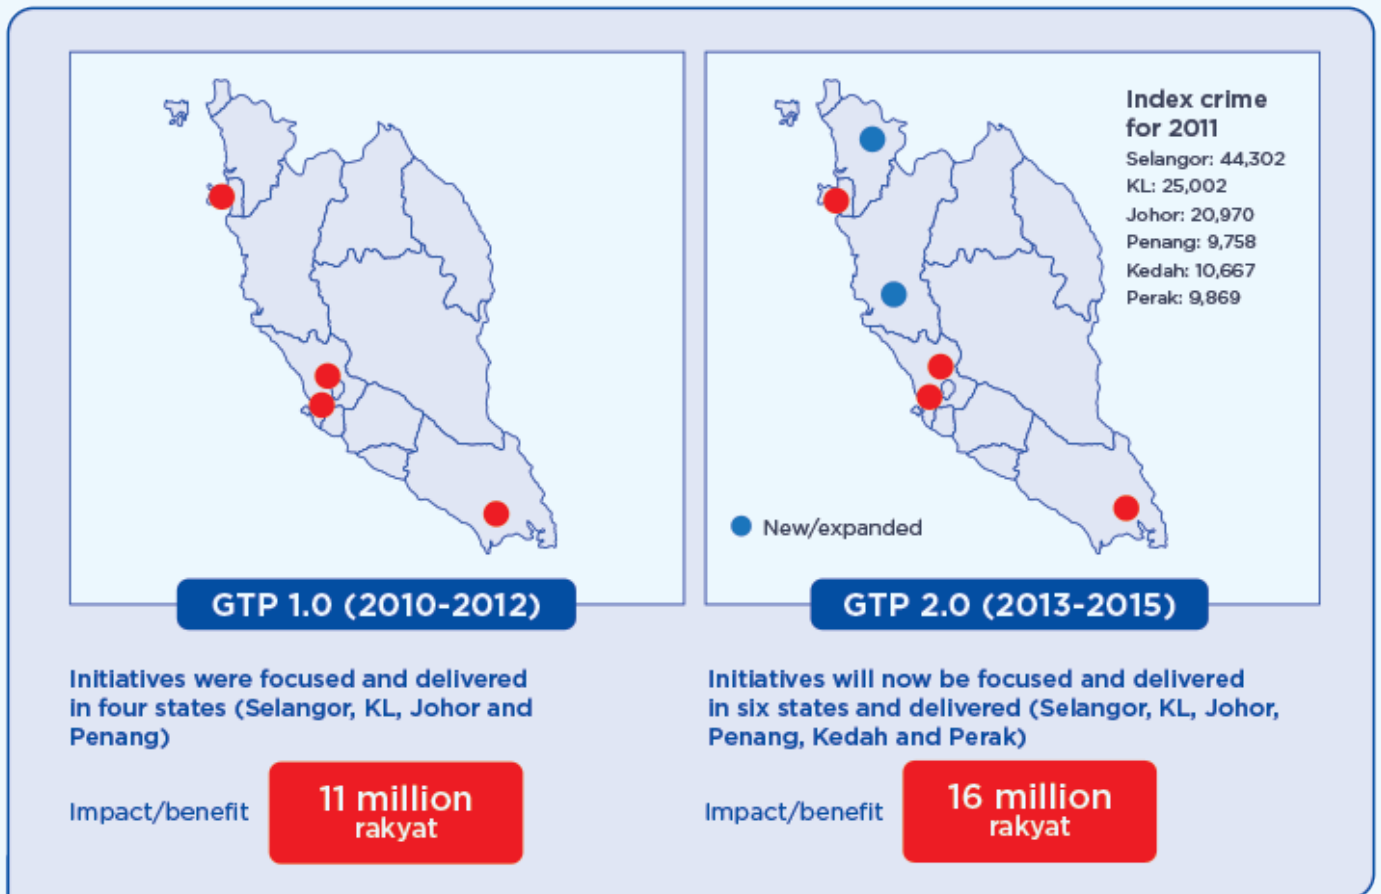 Index crime
for 2011
Selangor: 44,302
KL: 25,002
Johor: 20,970
Penang: 9,758
Kedah: 10,667
Perak: 9,869
New/expanded
GTP 1.0 (2010-2012)
GTP 2.0 (2013-2015)
Initiatives were focused and delivered
in four states (Selangor, KL, Johor and
Penang)
Impact/benefit
11 million
rakyat
Initiatives will now be focused and delivered
in six states and delivered (Selangor, KL, Johor,
Penang, Kedah and Perak)
Impact/benefit
16 million
rakyat